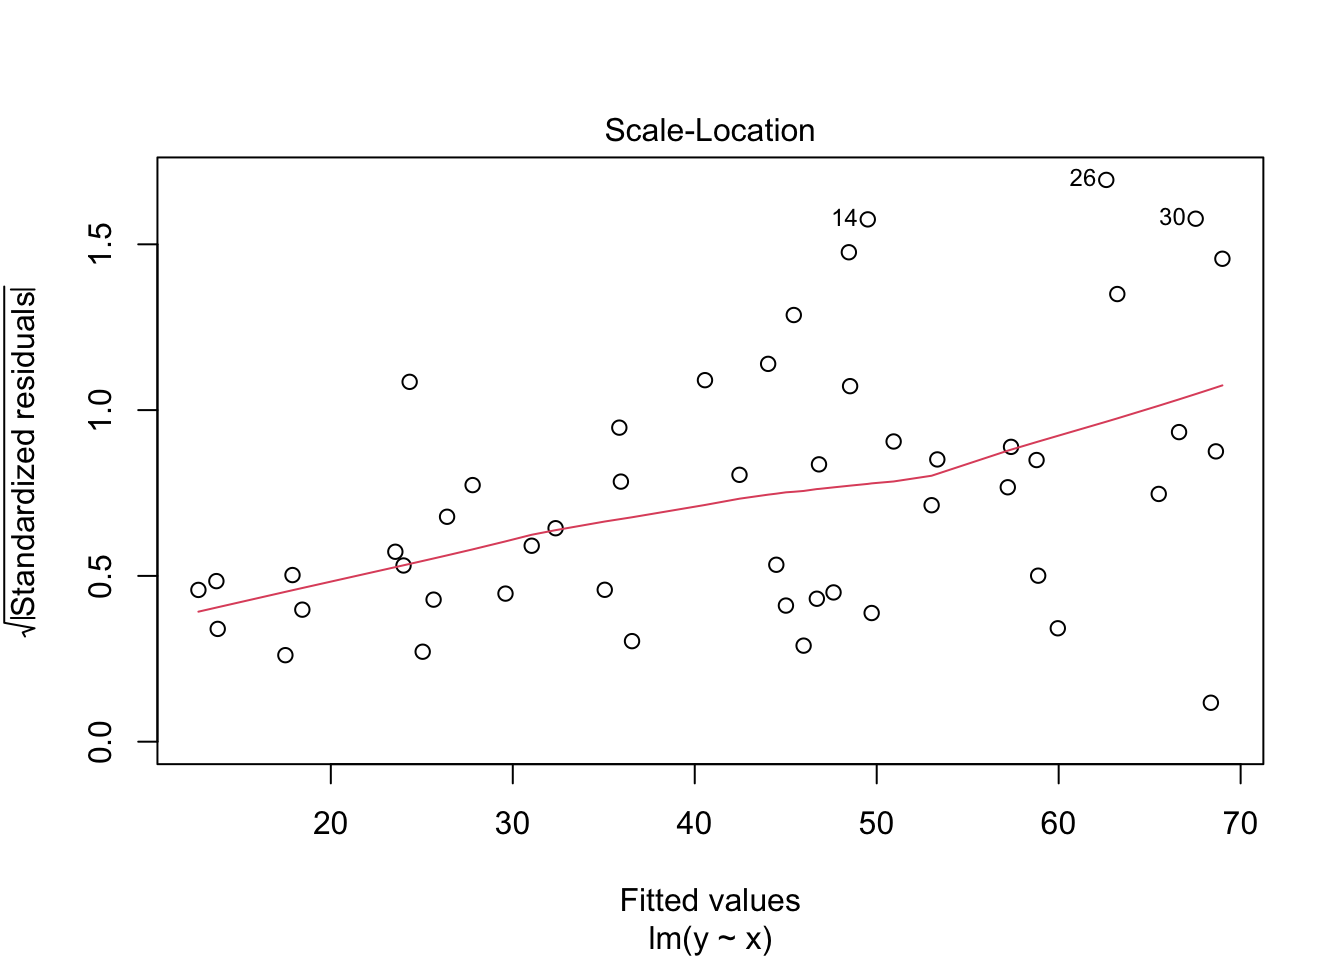 Scale-Location
√|Standardized residuals|
0.0
0.5
1.0
1.5
26
14
30
20 30 40 50 60 70
Fitted values
lm(y ~ x)